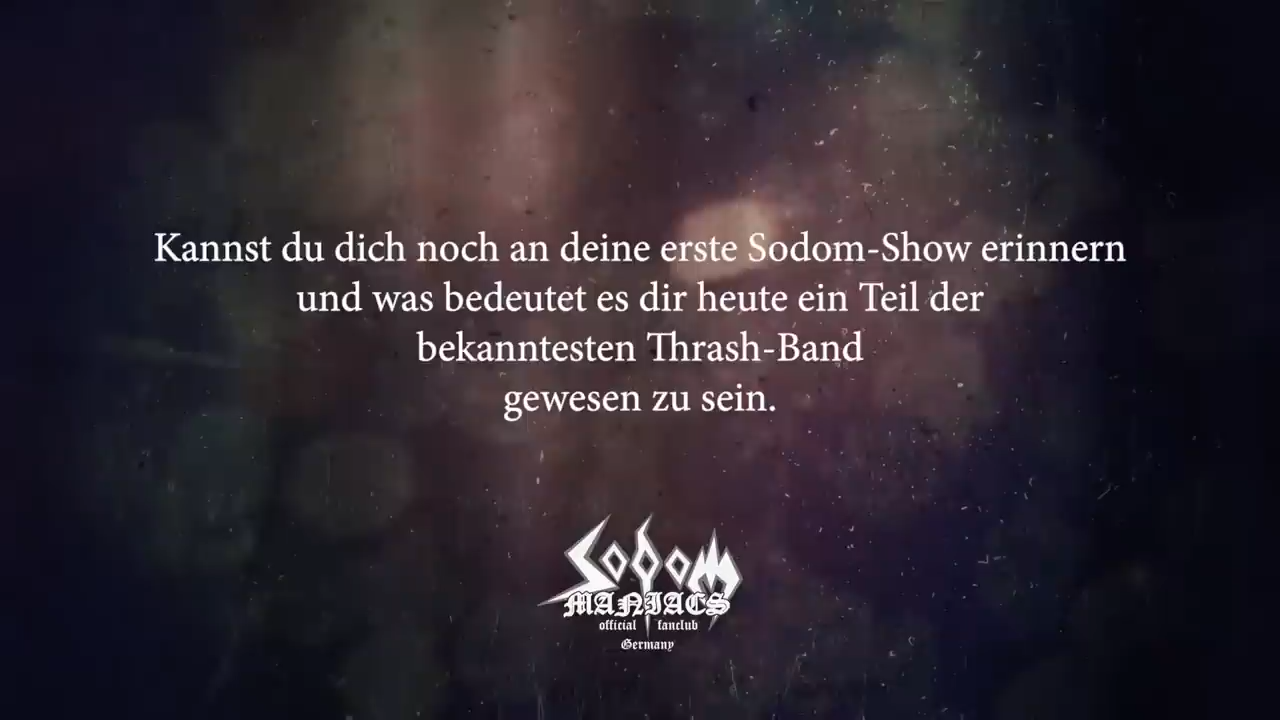 Kannst du dich noch an deine erste Sodom-Show erinnern
und was bedeutet es dir heute ein Teil der
bekanntesten Thrash-Band
gewesen zu sein.
Sodom
MANIACS
official fanclub
Germany